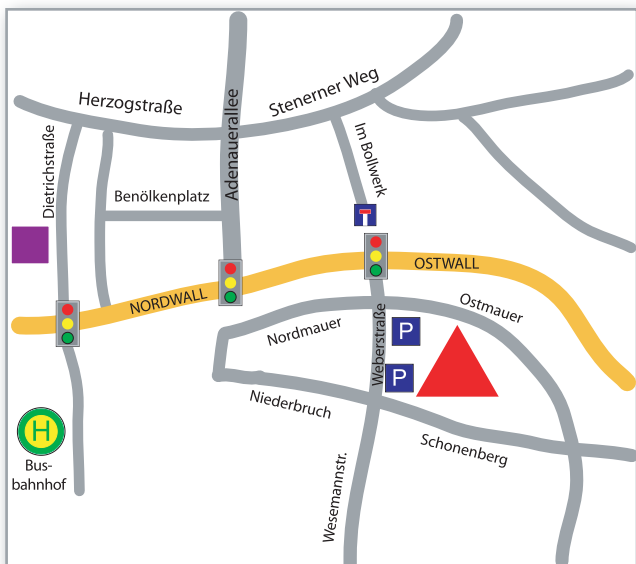 Herzogstraße
Stenerner Weg
Dietrichstraße
Adenauerallee
Im Bollwerk
Benölkenplatz
NORDWALL
OSTWALL
Nordmauer
Weberstraße
Ostmauer
P
P
Niederbruch
Schonenberg
H
Bus-
bahnhof
Wesemannstr.